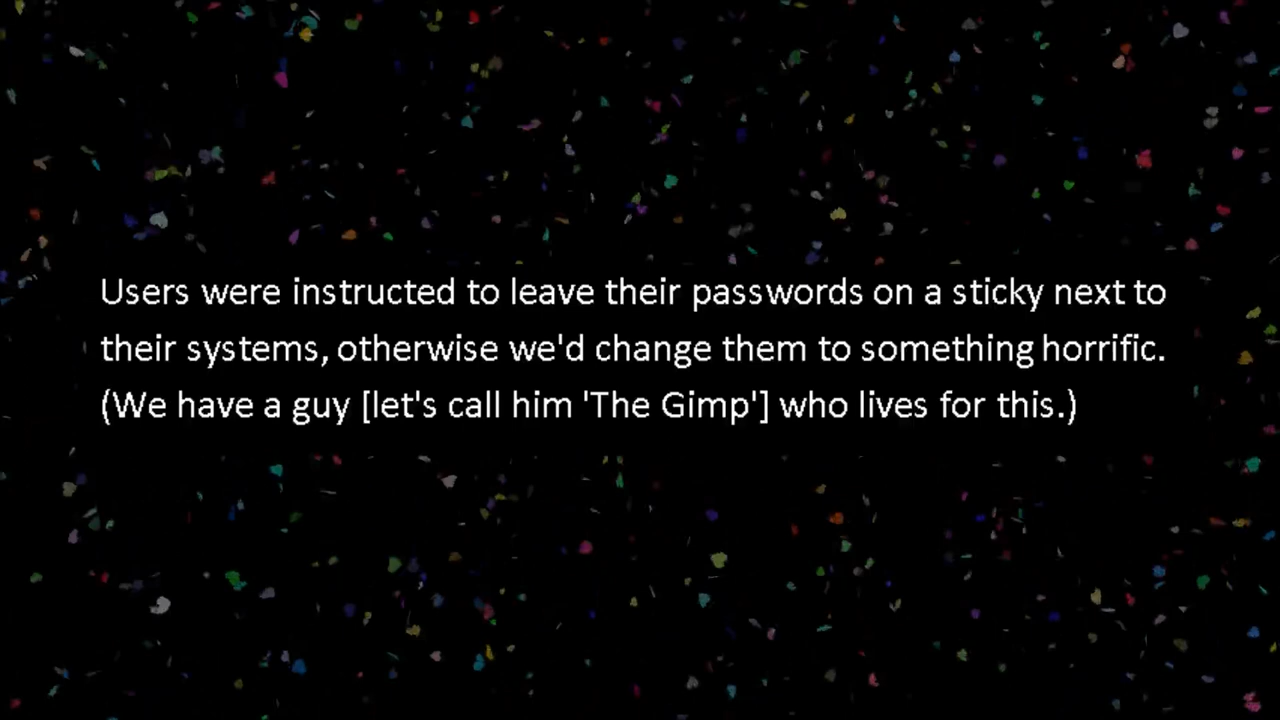 Users were instructed to leave their passwords on a sticky next to
their systems, otherwise we'd change them to something horrific.
(We have a guy [let's call him 'The Gimp'] who lives for this.)